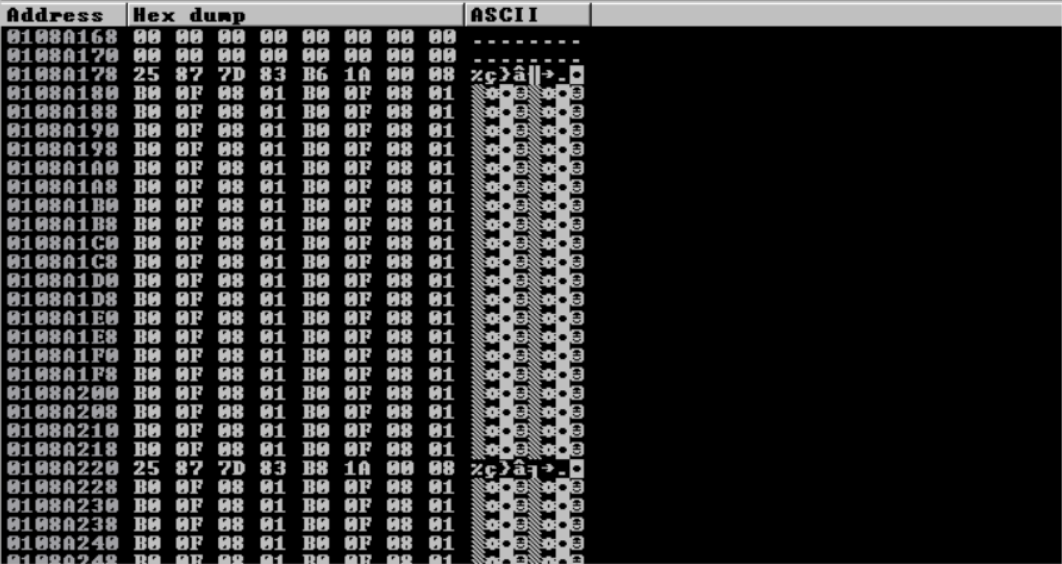 Address Hex dump ASCII
0108A168 00 00 00 00 00 00 00 00 ........
0108A170 00 00 00 00 00 00 00 00 ........
0108A178 25 87 7D 83 B6 1A 00 08 %ç}â╢→.◘
0108A180 B0 0F 08 01 B0 0F 08 01 ░☼◘☺░☼◘☺
0108A188 B0 0F 08 01 B0 0F 08 01 ░☼◘☺░☼◘☺
0108A190 B0 0F 08 01 B0 0F 08 01 ░☼◘☺░☼◘☺
0108A198 B0 0F 08 01 B0 0F 08 01 ░☼◘☺░☼◘☺
0108A1A0 B0 0F 08 01 B0 0F 08 01 ░☼◘☺░☼◘☺
0108A1A8 B0 0F 08 01 B0 0F 08 01 ░☼◘☺░☼◘☺
0108A1B0 B0 0F 08 01 B0 0F 08 01 ░☼◘☺░☼◘☺
0108A1B8 B0 0F 08 01 B0 0F 08 01 ░☼◘☺░☼◘☺
0108A1C0 B0 0F 08 01 B0 0F 08 01 ░☼◘☺░☼◘☺
0108A1C8 B0 0F 08 01 B0 0F 08 01 ░☼◘☺░☼◘☺
0108A1D0 B0 0F 08 01 B0 0F 08 01 ░☼◘☺░☼◘☺
0108A1D8 B0 0F 08 01 B0 0F 08 01 ░☼◘☺░☼◘☺
0108A1E0 B0 0F 08 01 B0 0F 08 01 ░☼◘☺░☼◘☺
0108A1E8 B0 0F 08 01 B0 0F 08 01 ░☼◘☺░☼◘☺
0108A1F0 B0 0F 08 01 B0 0F 08 01 ░☼◘☺░☼◘☺
0108A1F8 B0 0F 08 01 B0 0F 08 01 ░☼◘☺░☼◘☺
0108A200 B0 0F 08 01 B0 0F 08 01 ░☼◘☺░☼◘☺
0108A208 B0 0F 08 01 B0 0F 08 01 ░☼◘☺░☼◘☺
0108A210 B0 0F 08 01 B0 0F 08 01 ░☼◘☺░☼◘☺
0108A218 B0 0F 08 01 B0 0F 08 01 ░☼◘☺░☼◘☺
0108A220 25 87 7D 83 B8 1A 00 08 %ç}â╕→.◘
0108A228 B0 0F 08 01 B0 0F 08 01 ░☼◘☺░☼◘☺
0108A230 B0 0F 08 01 B0 0F 08 01 ░☼◘☺░☼◘☺
0108A238 B0 0F 08 01 B0 0F 08 01 ░☼◘☺░☼◘☺
0108A240 B0 0F 08 01 B0 0F 08 01 ░☼◘☺░☼◘☺
0108A248 B0 0F 08 01 B0 0F 08 01 ░☼◘☺░☼◘☺